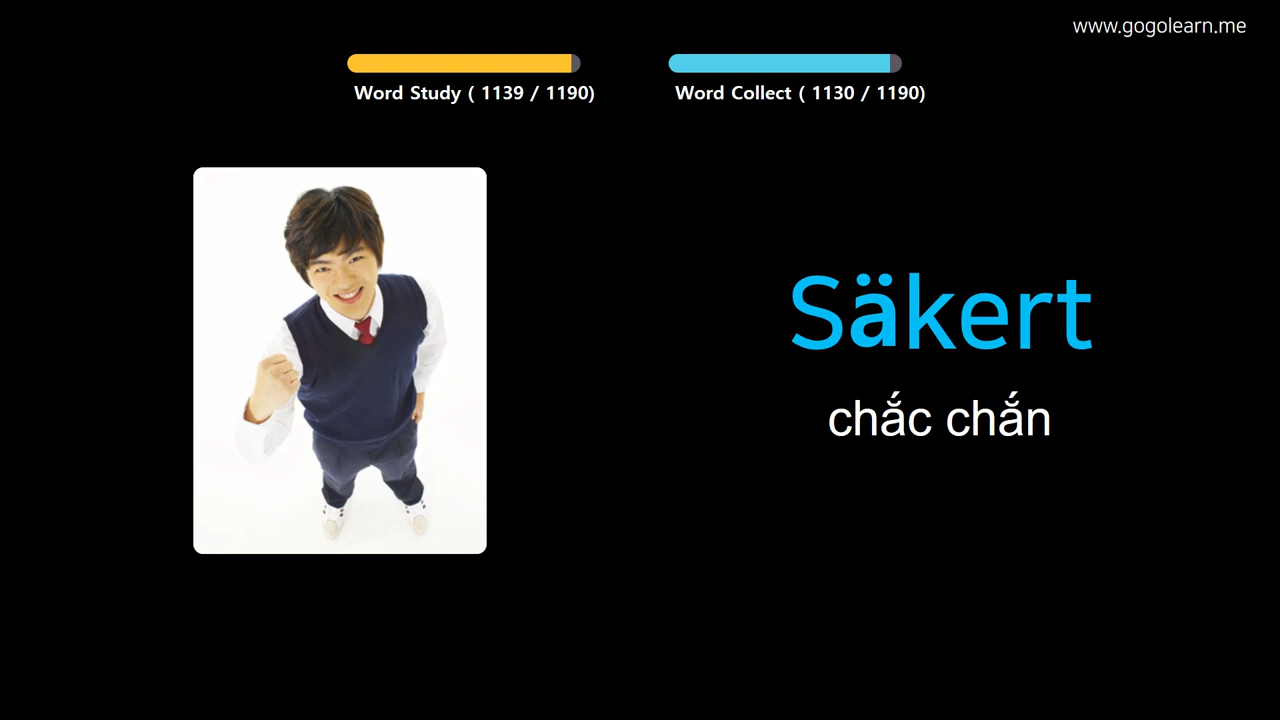 www.gogolearn.me
Word Study ( 1139 / 1190)
Word Collect ( 1130 / 1190)
Säkert
chắc chắn